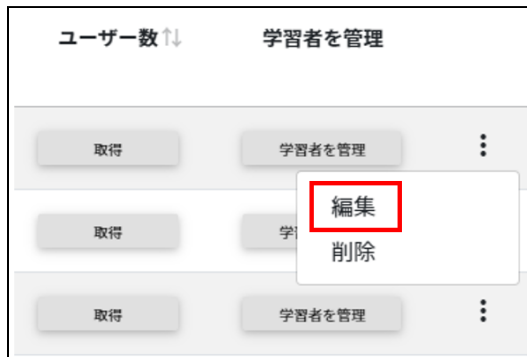 ユーザー数↑↓ 学習者を管理
取得 学習者を管理
編集
取得 学
削除
取得 学習者を管理